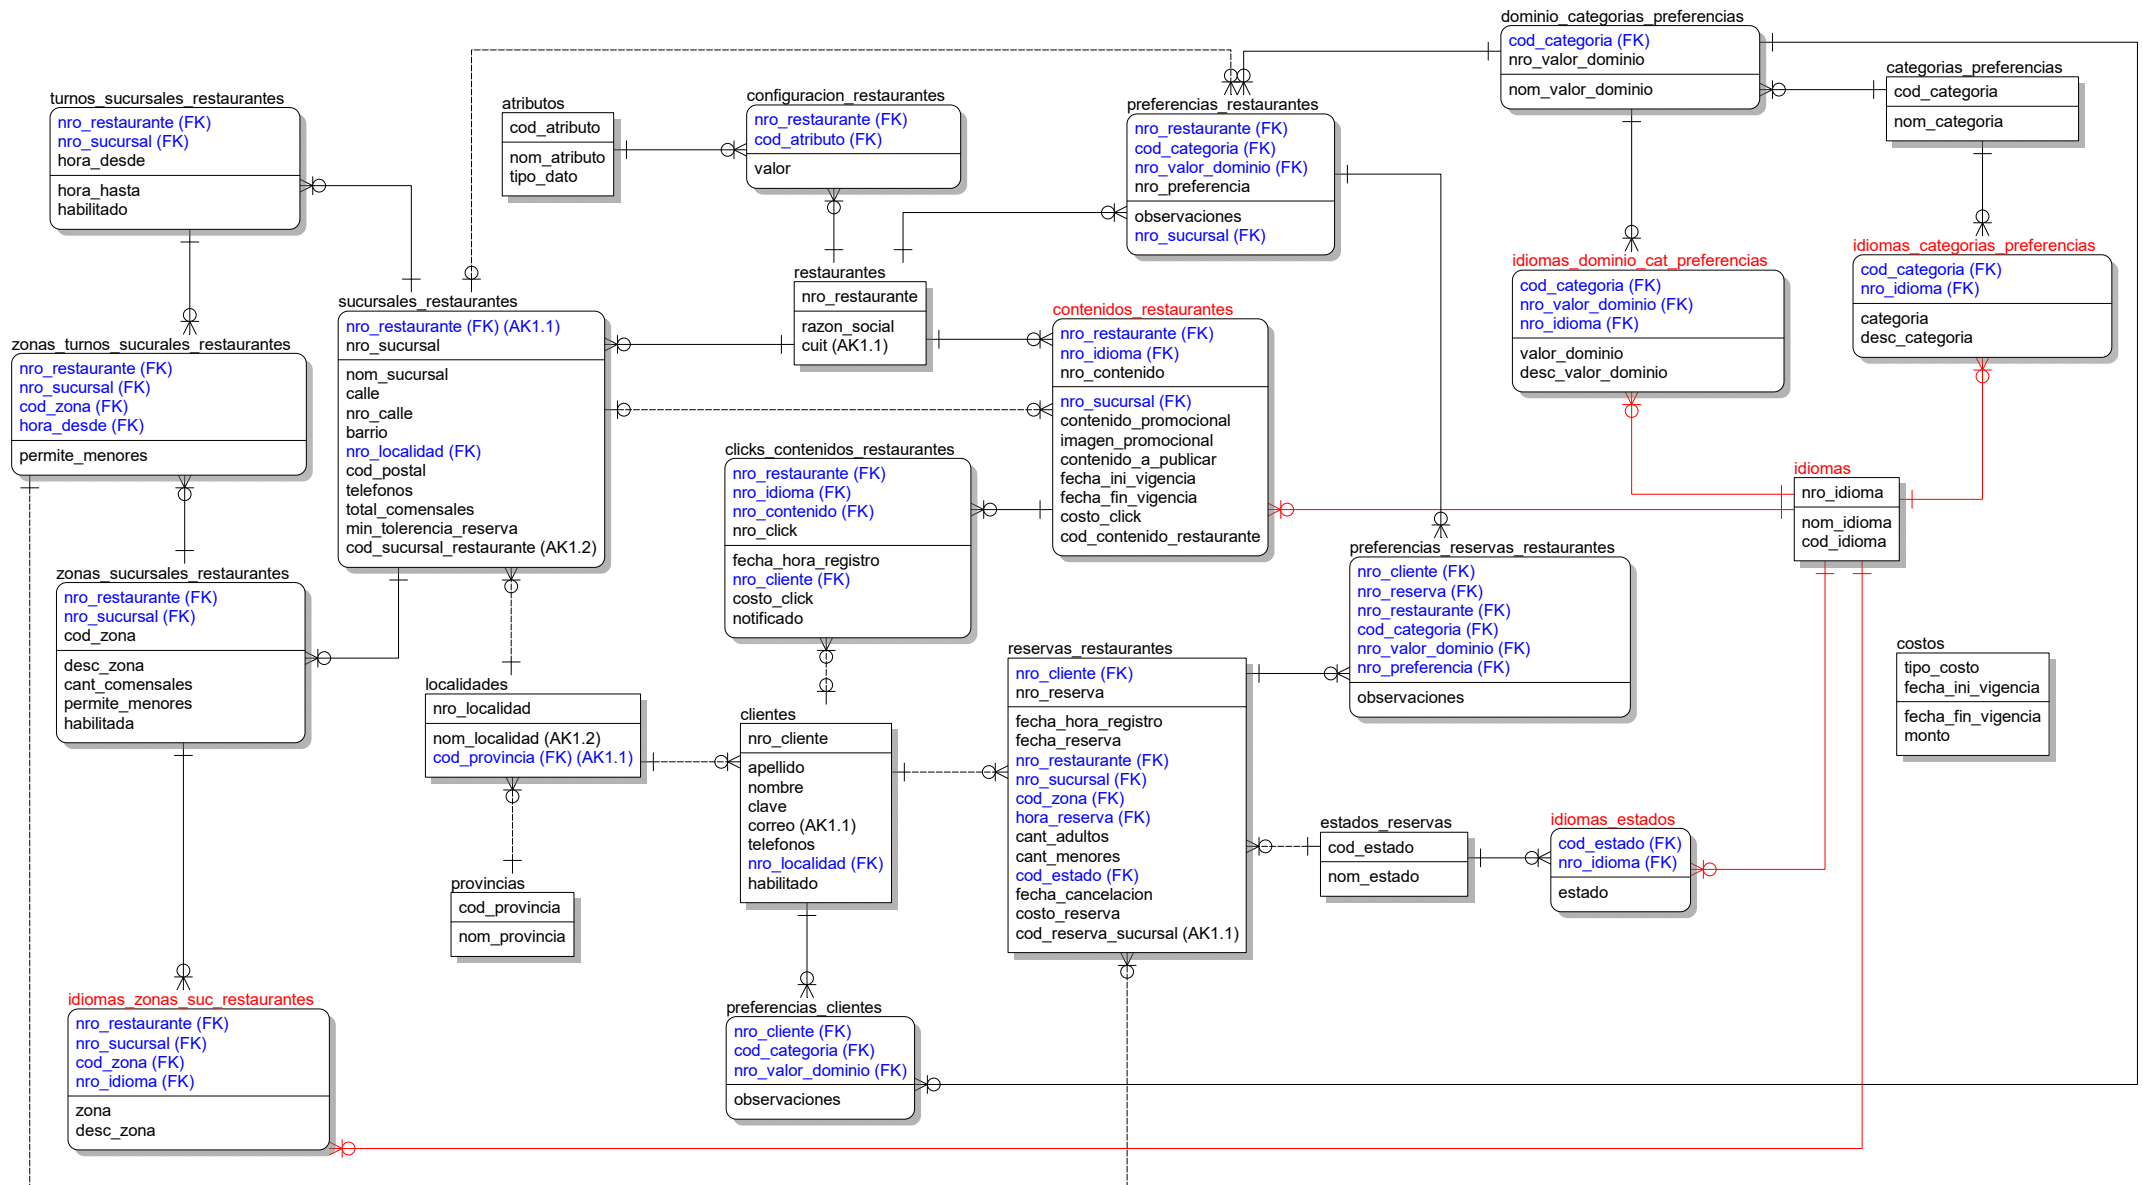 dominio_categorias_preferencias
cod_categoria (FK)
nro_valor_dominio
nom_valor_dominio
categorias_preferencias
cod_categoria
nom_categoria
turnos_sucursales_restaurantes
nro_restaurante (FK)
nro_sucursal (FK)
hora_desde
hora_hasta
habilitado
atributos
cod_atributo
nom_atributo
tipo_dato
configuracion_restaurantes
nro_restaurante (FK)
cod_atributo (FK)
valor
preferencias_restaurantes
nro_restaurante (FK)
cod_categoria (FK)
nro_valor_dominio (FK)
nro_preferencia
observaciones
nro_sucursal (FK)
idiomas_dominio_cat_preferencias
cod_categoria (FK)
nro_valor_dominio (FK)
nro_idioma (FK)
valor_dominio
desc_valor_dominio
idiomas_categorias_preferencias
cod_categoria (FK)
nro_idioma (FK)
categoria
desc_categoria
restaurantes
nro_restaurante
razon_social
cuit (AK1.1)
sucursales_restaurantes
nro_restaurante (FK) (AK1.1)
nro_sucursal
nom_sucursal
calle
nro_calle
barrio
nro_localidad (FK)
cod_postal
telefonos
total_comensales
min_tolerencia_reserva
cod_sucursal_restaurante (AK1.2)
contenidos_restaurantes
nro_restaurante (FK)
nro_idioma (FK)
nro_contenido
nro_sucursal (FK)
contenido_promocional
imagen_promocional
contenido_a_publicar
fecha_ini_vigencia
fecha_fin_vigencia
costo_click
cod_contenido_restaurante
zonas_turnos_sucurales_restaurantes
nro_restaurante (FK)
nro_sucursal (FK)
cod_zona (FK)
hora_desde (FK)
permite_menores
clicks_contenidos_restaurantes
nro_restaurante (FK)
nro_idioma (FK)
nro_contenido (FK)
nro_click
fecha_hora_registro
nro_cliente (FK)
costo_click
notificado
idiomas
nro_idioma
nom_idioma
cod_idioma
preferencias_reservas_restaurantes
nro_cliente (FK)
nro_reserva (FK)
nro_restaurante (FK)
cod_categoria (FK)
nro_valor_dominio (FK)
nro_preferencia (FK)
observaciones
zonas_sucursales_restaurantes
nro_restaurante (FK)
nro_sucursal (FK)
cod_zona
desc_zona
cant_comensales
permite_menores
habilitada
costos
tipo_costo
fecha_ini_vigencia
fecha_fin_vigencia
monto
reservas_restaurantes
nro_cliente (FK)
nro_reserva
fecha_hora_registro
fecha_reserva
nro_restaurante (FK)
nro_sucursal (FK)
cod_zona (FK)
hora_reserva (FK)
cant_adultos
cant_menores
cod_estado (FK)
fecha_cancelacion
costo_reserva
cod_reserva_sucursal (AK1.1)
localidades
nro_localidad
nom_localidad (AK1.2)
cod_provincia (FK) (AK1.1)
clientes
nro_cliente
apellido
nombre
clave
correo (AK1.1)
telefonos
nro_localidad (FK)
habilitado
estados_reservas
cod_estado
nom_estado
idiomas_estados
cod_estado (FK)
nro_idioma (FK)
estado
provincias
cod_provincia
nom_provincia
idiomas_zonas_suc_restaurantes
nro_restaurante (FK)
nro_sucursal (FK)
cod_zona (FK)
nro_idioma (FK)
zona
desc_zona
preferencias_clientes
nro_cliente (FK)
cod_categoria (FK)
nro_valor_dominio (FK)
observaciones